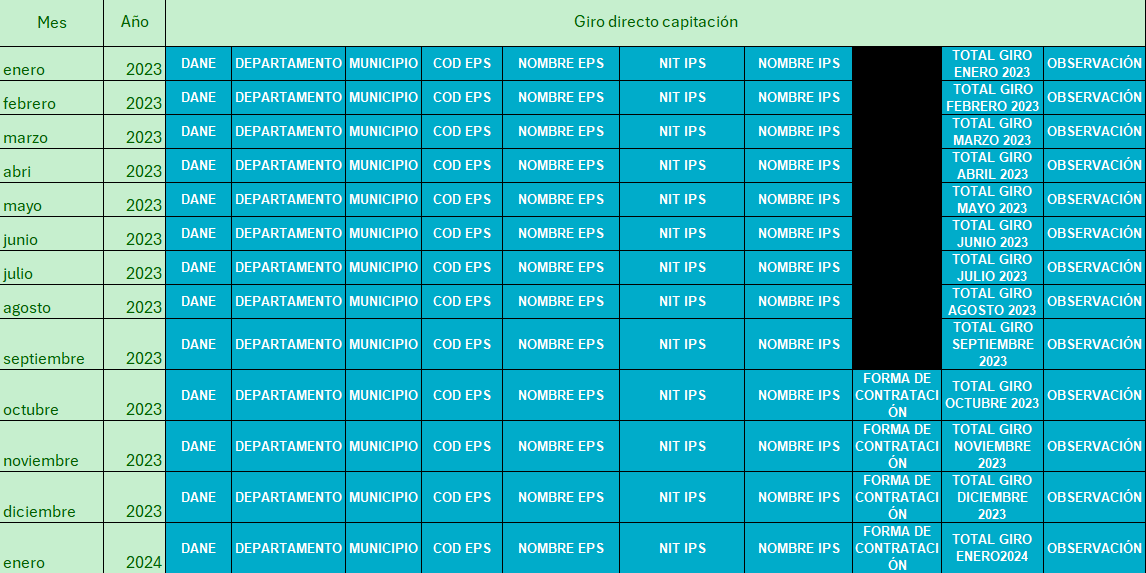 Mes Año Giro directo capitación
enero 2023 DANE DEPARTAMENTO MUNICIPIO COD EPS NOMBRE EPS NIT IPS NOMBRE IPS TOTAL GIRO ENERO 2023 OBSERVACIÓN
febrero 2023 DANE DEPARTAMENTO MUNICIPIO COD EPS NOMBRE EPS NIT IPS NOMBRE IPS TOTAL GIRO FEBRERO 2023 OBSERVACIÓN
marzo 2023 DANE DEPARTAMENTO MUNICIPIO COD EPS NOMBRE EPS NIT IPS NOMBRE IPS TOTAL GIRO MARZO 2023 OBSERVACIÓN
abri 2023 DANE DEPARTAMENTO MUNICIPIO COD EPS NOMBRE EPS NIT IPS NOMBRE IPS TOTAL GIRO ABRIL 2023 OBSERVACIÓN
mayo 2023 DANE DEPARTAMENTO MUNICIPIO COD EPS NOMBRE EPS NIT IPS NOMBRE IPS TOTAL GIRO MAYO 2023 OBSERVACIÓN
junio 2023 DANE DEPARTAMENTO MUNICIPIO COD EPS NOMBRE EPS NIT IPS NOMBRE IPS TOTAL GIRO JUNIO 2023 OBSERVACIÓN
julio 2023 DANE DEPARTAMENTO MUNICIPIO COD EPS NOMBRE EPS NIT IPS NOMBRE IPS TOTAL GIRO JULIO 2023 OBSERVACIÓN
agosto 2023 DANE DEPARTAMENTO MUNICIPIO COD EPS NOMBRE EPS NIT IPS NOMBRE IPS TOTAL GIRO AGOSTO 2023 OBSERVACIÓN
septiembre 2023 DANE DEPARTAMENTO MUNICIPIO COD EPS NOMBRE EPS NIT IPS NOMBRE IPS TOTAL GIRO SEPTIEMBRE 2023 OBSERVACIÓN
octubre 2023 DANE DEPARTAMENTO MUNICIPIO COD EPS NOMBRE EPS NIT IPS NOMBRE IPS FORMA DE CONTRATACIÓN TOTAL GIRO OCTUBRE 2023 OBSERVACIÓN
noviembre 2023 DANE DEPARTAMENTO MUNICIPIO COD EPS NOMBRE EPS NIT IPS NOMBRE IPS FORMA DE CONTRATACIÓN TOTAL GIRO NOVIEMBRE 2023 OBSERVACIÓN
diciembre 2023 DANE DEPARTAMENTO MUNICIPIO COD EPS NOMBRE EPS NIT IPS NOMBRE IPS FORMA DE CONTRATACIÓN TOTAL GIRO DICIEMBRE 2023 OBSERVACIÓN
enero 2024 DANE DEPARTAMENTO MUNICIPIO COD EPS NOMBRE EPS NIT IPS NOMBRE IPS FORMA DE CONTRATACIÓN TOTAL GIRO ENERO2024 OBSERVACIÓN